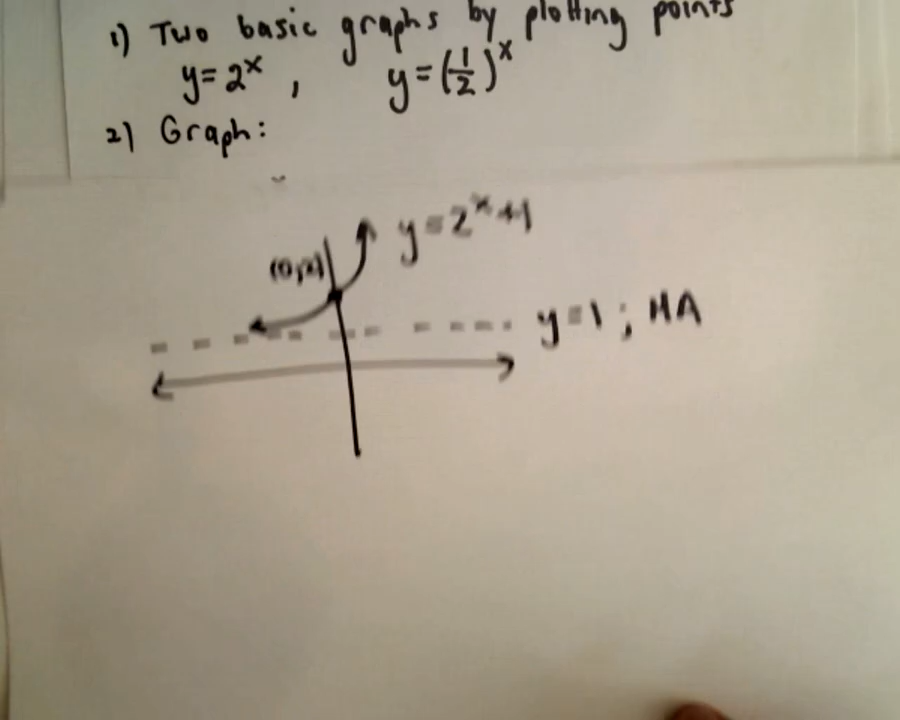 1) Two basic graphs by plotting points
y=2^x , y=(1/2)^x
2) Graph:
y=2^x+1
(0,2)
y=1 ; HA